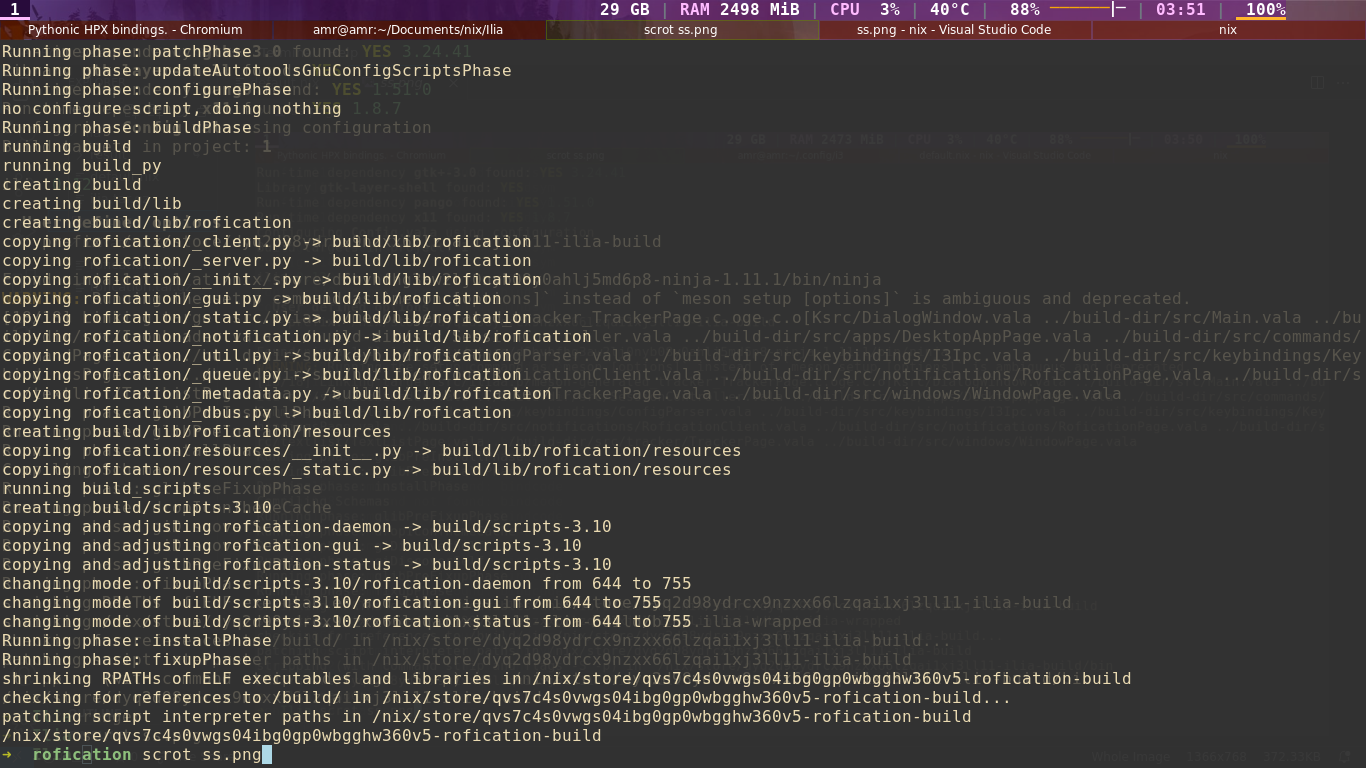 1 29 GB | RAM 2498 MiB | CPU 3% | 40°C | 88% | 03:51 | 100%
Pythonic HPX bindings. - Chromium amr@amr:~/Documents/nix/Ilia scrot ss.png ss.png - nix - Visual Studio Code nix
Running phase: patchPhase
Running phase: updateAutotoolsGnuConfigScriptsPhase
Running phase: configurePhase
no configure script, doing nothing
Running phase: buildPhase
running build
running build_py
creating build
creating build/lib
creating build/lib/rofication
copying rofication/_client.py -> build/lib/rofication
copying rofication/_server.py -> build/lib/rofication
copying rofication/__init__.py -> build/lib/rofication
copying rofication/_gui.py -> build/lib/rofication
copying rofication/_static.py -> build/lib/rofication
copying rofication/_notification.py -> build/lib/rofication
copying rofication/_util.py -> build/lib/rofication
copying rofication/_queue.py -> build/lib/rofication
copying rofication/_metadata.py -> build/lib/rofication
copying rofication/_dbus.py -> build/lib/rofication
creating build/lib/rofication/resources
copying rofication/resources/__init__.py -> build/lib/rofication/resources
copying rofication/resources/_static.py -> build/lib/rofication/resources
running build_scripts
creating build/scripts-3.10
copying and adjusting rofication-daemon -> build/scripts-3.10
copying and adjusting rofication-gui -> build/scripts-3.10
copying and adjusting rofication-status -> build/scripts-3.10
changing mode of build/scripts-3.10/rofication-daemon from 644 to 755
changing mode of build/scripts-3.10/rofication-gui from 644 to 755
changing mode of build/scripts-3.10/rofication-status from 644 to 755
Running phase: installPhase
Running phase: fixupPhase
shrinking RPATHs of ELF executables and libraries in /nix/store/qvs7c4s0vwgs04ibg0gp0wbgghw360v5-rofication-build
checking for references to /build/ in /nix/store/qvs7c4s0vwgs04ibg0gp0wbgghw360v5-rofication-build...
patching script interpreter paths in /nix/store/qvs7c4s0vwgs04ibg0gp0wbgghw360v5-rofication-build
/nix/store/qvs7c4s0vwgs04ibg0gp0wbgghw360v5-rofication-build
→ rofication scrot ss.png